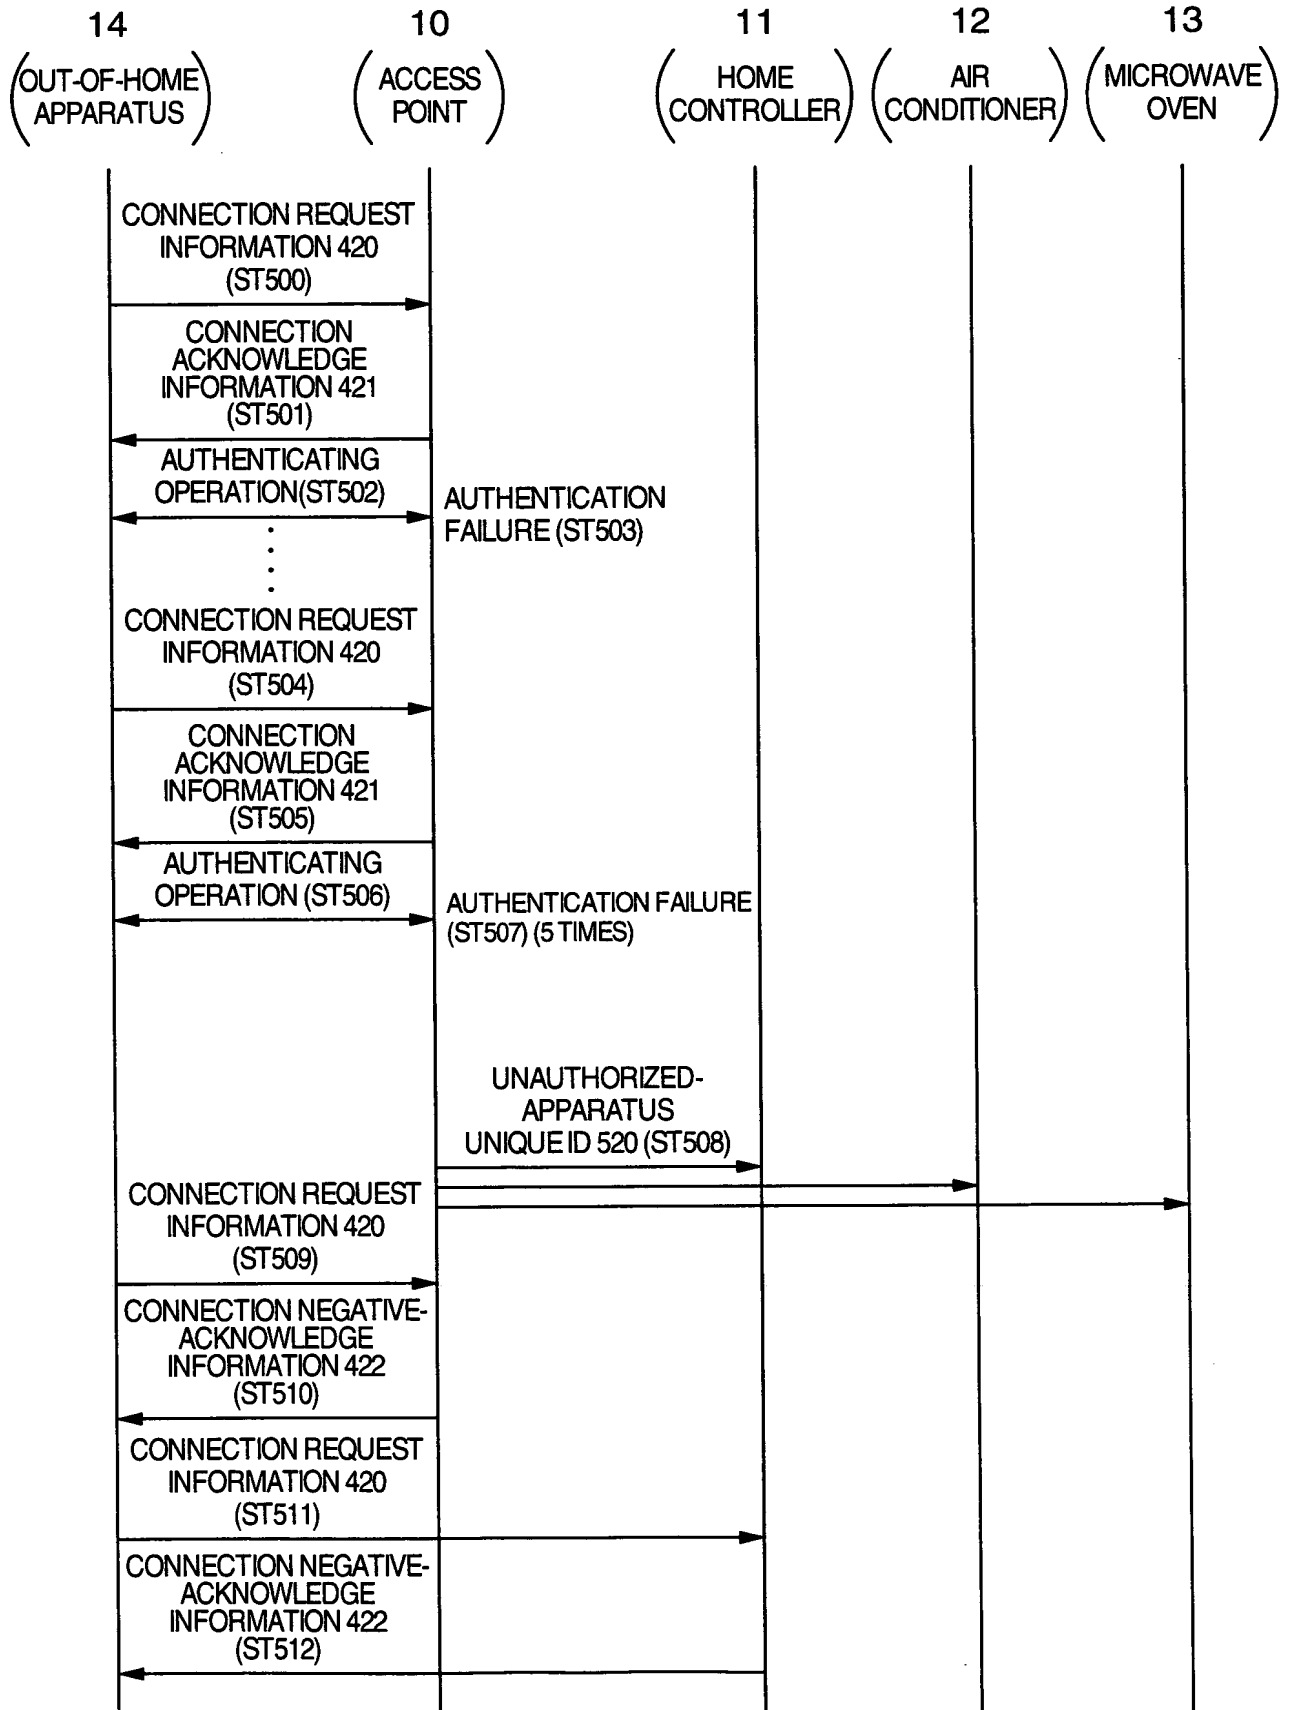 14
10
11
12
13
OUT-OF-HOME
APPARATUS
ACCESS
POINT
HOME
CONTROLLER
AIR
CONDITIONER
MICROWAVE
OVEN
CONNECTION REQUEST
INFORMATION 420
(ST500)
CONNECTION
ACKNOWLEDGE
INFORMATION 421
(ST501)
AUTHENTICATING
OPERATION(ST502)
AUTHENTICATION
FAILURE (ST503)
CONNECTION REQUEST
INFORMATION 420
(ST504)
CONNECTION
ACKNOWLEDGE
INFORMATION 421
(ST505)
AUTHENTICATING
OPERATION (ST506)
AUTHENTICATION FAILURE
(ST507) (5 TIMES)
UNAUTHORIZED-
APPARATUS
UNIQUE ID 520 (ST508)
CONNECTION REQUEST
INFORMATION 420
(ST509)
CONNECTION NEGATIVE-
ACKNOWLEDGE
INFORMATION 422
(ST510)
CONNECTION REQUEST
INFORMATION 420
(ST511)
CONNECTION NEGATIVE-
ACKNOWLEDGE
INFORMATION 422
(ST512)